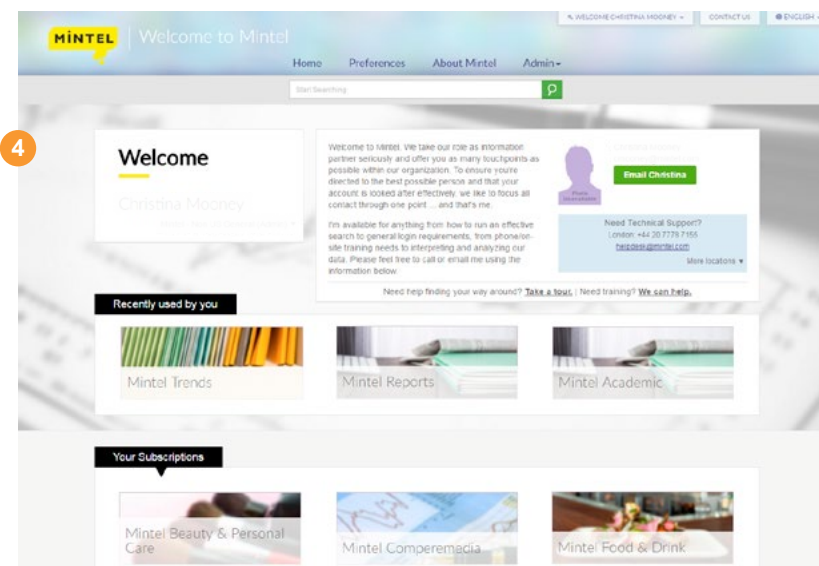 WELCOME CHRISTINA MOONEY
CONTACT US
ENGLISH
MiNTEL
Welcome to Mintel
Home Preferences About Mintel Admin
Start Searching
4
Welcome
Christina Mooney
Welcome to Mintel. We take our role as information
partner seriously and offer you as many touchpoints as
possible within our organization. To ensure you're
directed to the best possible person and that your
account is looked after effectively, we like to focus all
contact through one point ... and that's me.
I'm available for anything from how to run an effective
search to general login requirements, from phone/on-
site training needs to interpreting and analyzing our
data. Please feel free to call or email me using the
information below.
Photo
Email Christina
Need Technical Support?
London: +44 20 7778 7155
helpdesk@mintel.com
More locations
Need help finding your way around? Take a tour. | Need training? We can help.
Recently used by you
Mintel Trends
Mintel Reports
Mintel Academic
Your Subscriptions
Mintel Beauty & Personal
Care
Mintel Comperemedia
Mintel Food & Drink